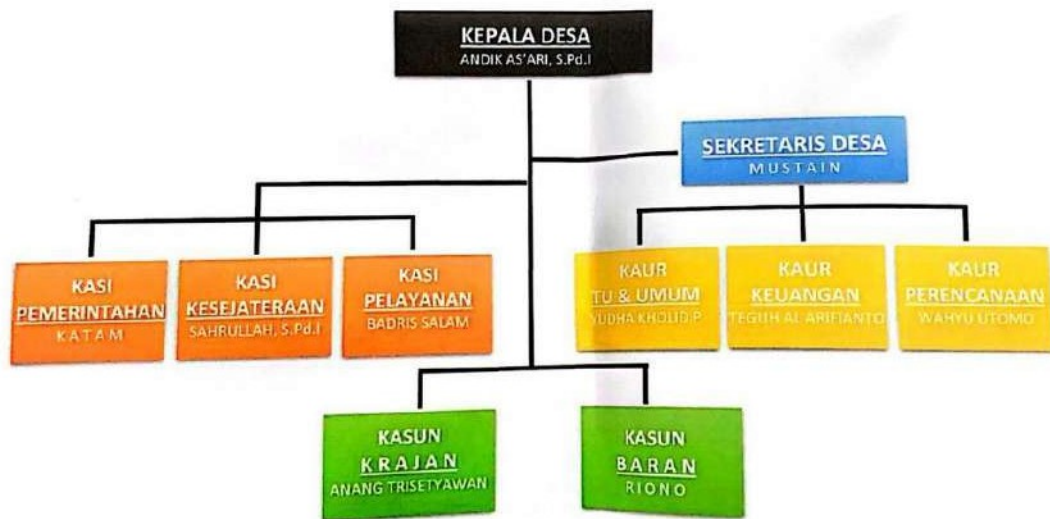 KEPALA DESA
ANDIK AS'ARI, S.Pd.I
SEKRETARIS DESA
MUSTAIN
KASI
PEMERINTAHAN
KATAM
KASI
KESEJATERAAN
SAHRULLAH, S.Pd.I
KASI
PELAYANAN
BADRIS SALAM
KAUR
TU & UMUM
YUDHA KHOLID.P
KAUR
KEUANGAN
TEGUH AL ARIFIANTO
KAUR
PERENCANAAN
WAHYU UTOMO
KASUN
KRAJAN
ANANG TRISETYAWAN
KASUN
BARAN
RIONO